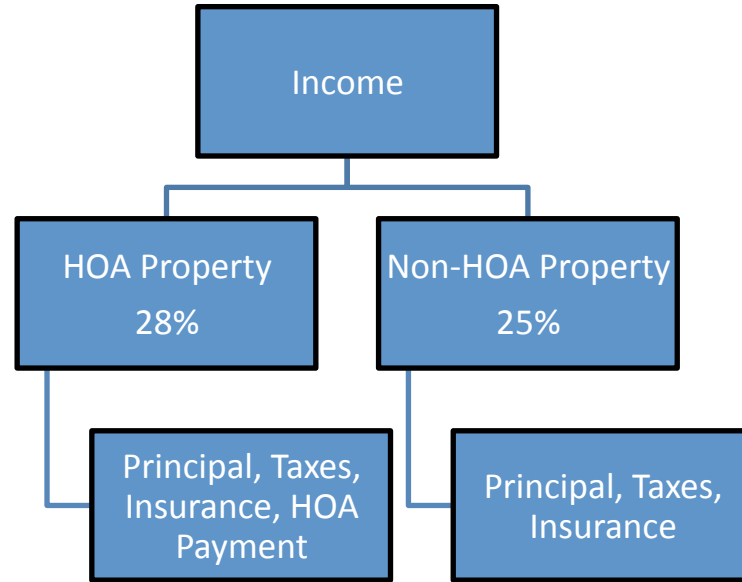 Income
HOA Property
28%
Non-HOA Property
25%
Principal, Taxes,
Insurance, HOA
Payment
Principal, Taxes,
Insurance